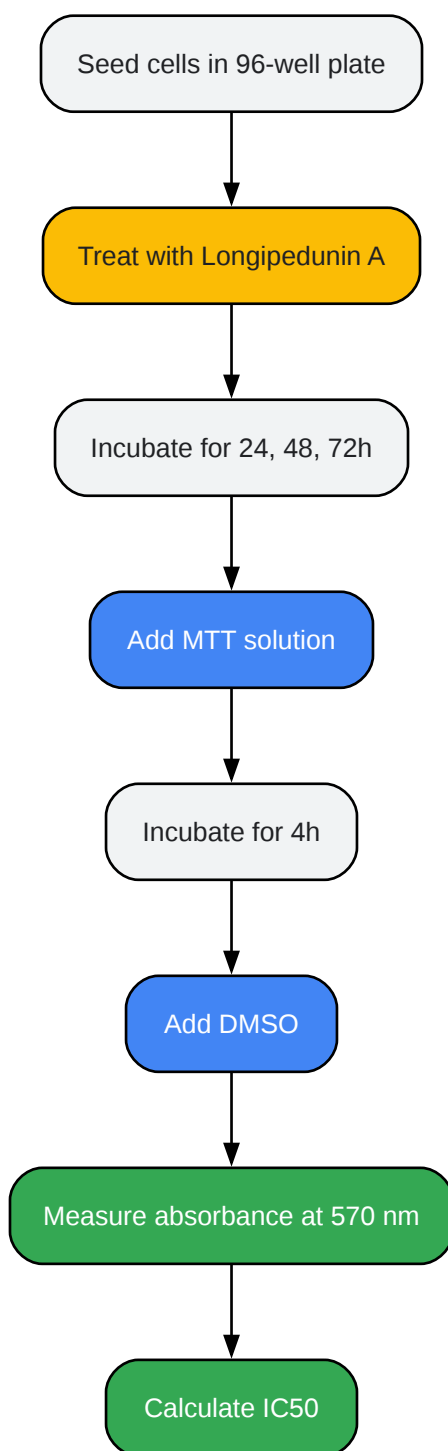 Seed cells in 96-well plate
Treat with Longipedunin A
Incubate for 24, 48, 72h
Add MTT solution
Incubate for 4h
Add DMSO
Measure absorbance at 570 nm
Calculate IC50